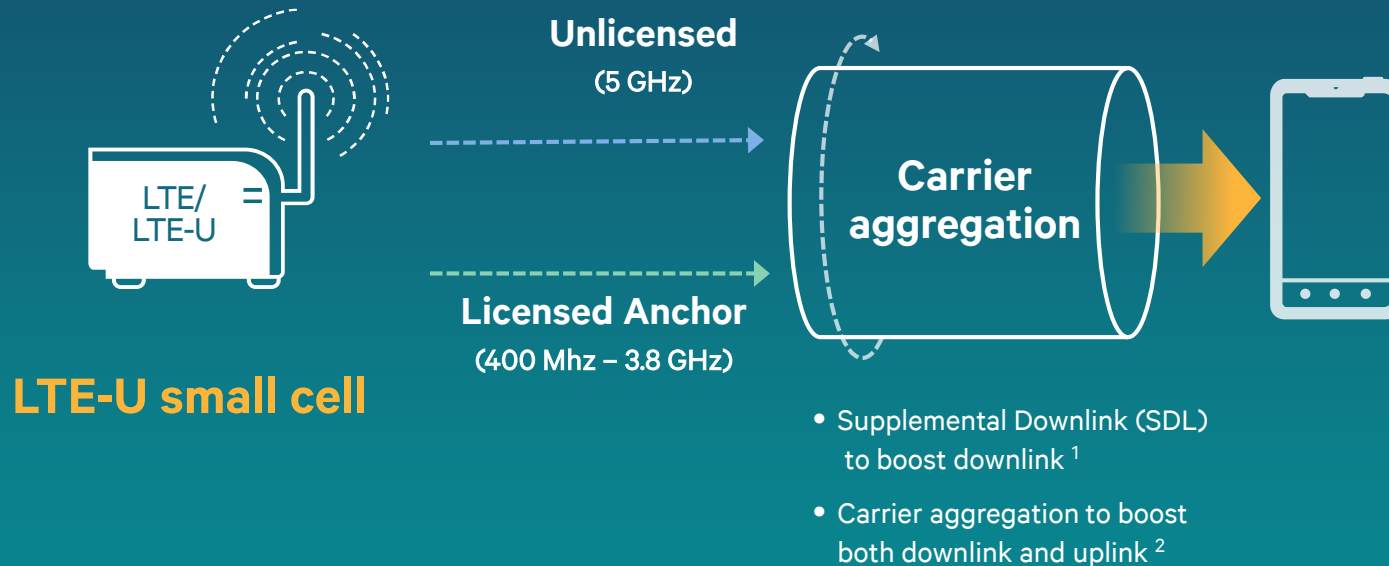 Unlicensed
(5 GHz)
LTE/
LTE-U
Carrier
aggregation
Licensed Anchor
(400 Mhz – 3.8 GHz)
LTE-U small cell
• Supplemental Downlink (SDL)
to boost downlink 1
• Carrier aggregation to boost
both downlink and uplink 2